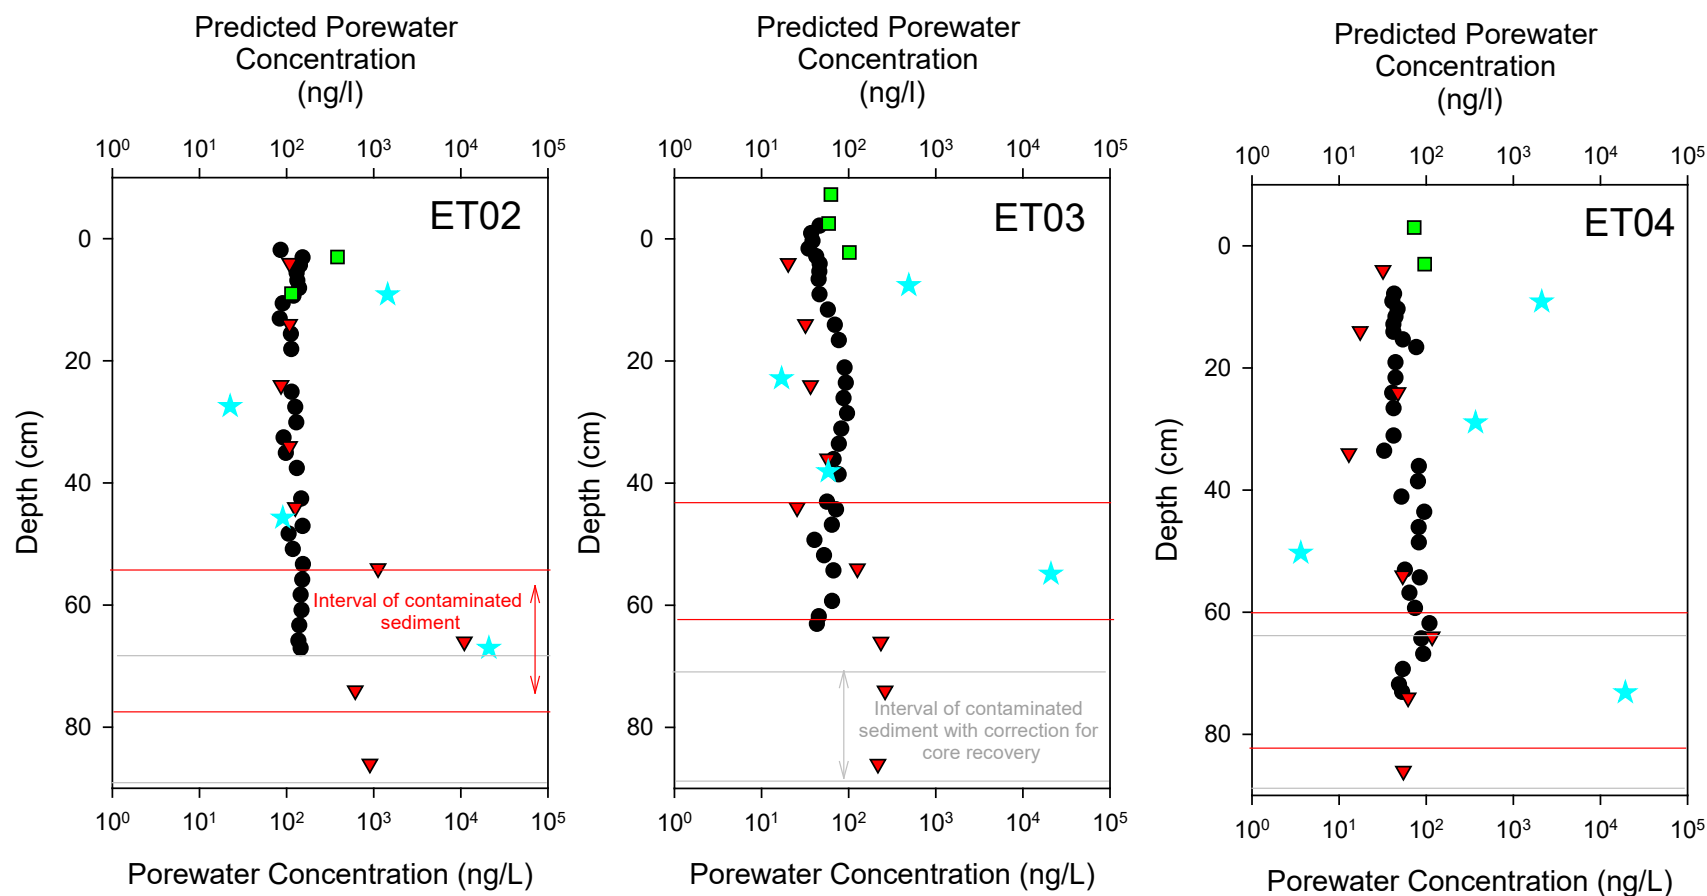 Predicted Porewater
Concentration
(ng/l)
10⁰ 10¹ 10² 10³ 10⁴ 10⁵
ET02
Depth (cm)
0
20
40
60
80
Interval of contaminated
sediment
10⁰ 10¹ 10² 10³ 10⁴ 10⁵
Porewater Concentration (ng/L)
Predicted Porewater
Concentration
(ng/l)
10⁰ 10¹ 10² 10³ 10⁴ 10⁵
ET03
Depth (cm)
0
20
40
60
80
Interval of contaminated
sediment with correction for
core recovery
10⁰ 10¹ 10² 10³ 10⁴ 10⁵
Porewater Concentration (ng/L)
Predicted Porewater
Concentration
(ng/l)
10⁰ 10¹ 10² 10³ 10⁴ 10⁵
ET04
Depth (cm)
0
20
40
60
80
10⁰ 10¹ 10² 10³ 10⁴ 10⁵
Porewater Concentration (ng/L)